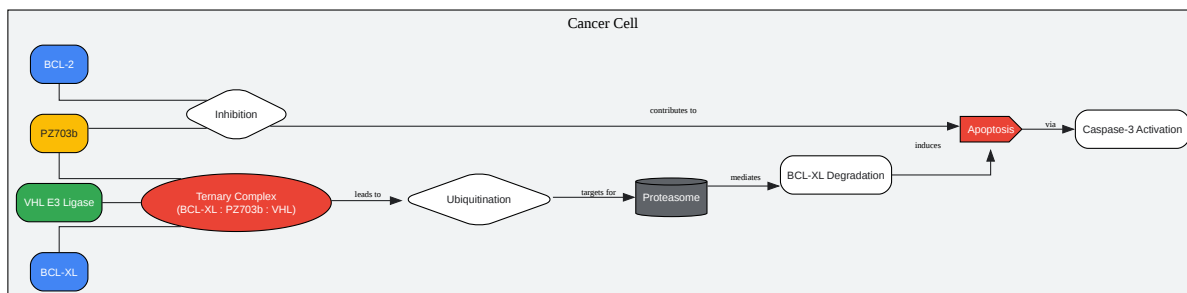 Cancer Cell
BCL-2
Inhibition
contributes to
PZ703b
Apoptosis
via
Caspase-3 Activation
induces
BCL-XL Degradation
mediates
VHL E3 Ligase
Ternary Complex
(BCL-XL : PZ703b : VHL)
leads to
Ubiquitination
targets for
Proteasome
BCL-XL